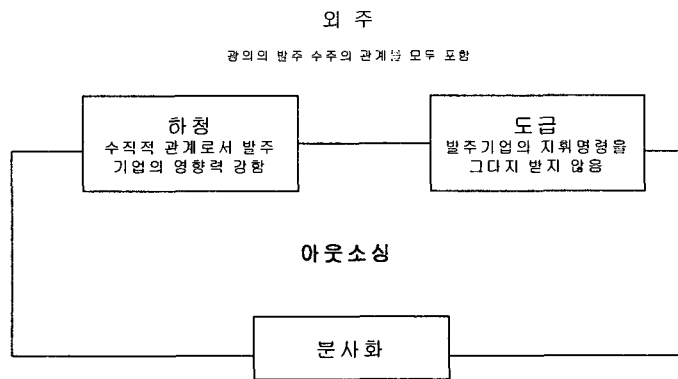 외 주
광의의 발주 수주의 관계를 모두 포함
하청
수직적 관계로서 발주
기업의 영향력 강함
도급
발주기업의 지휘명령을
그다지 받지 않음
아웃소싱
분사화